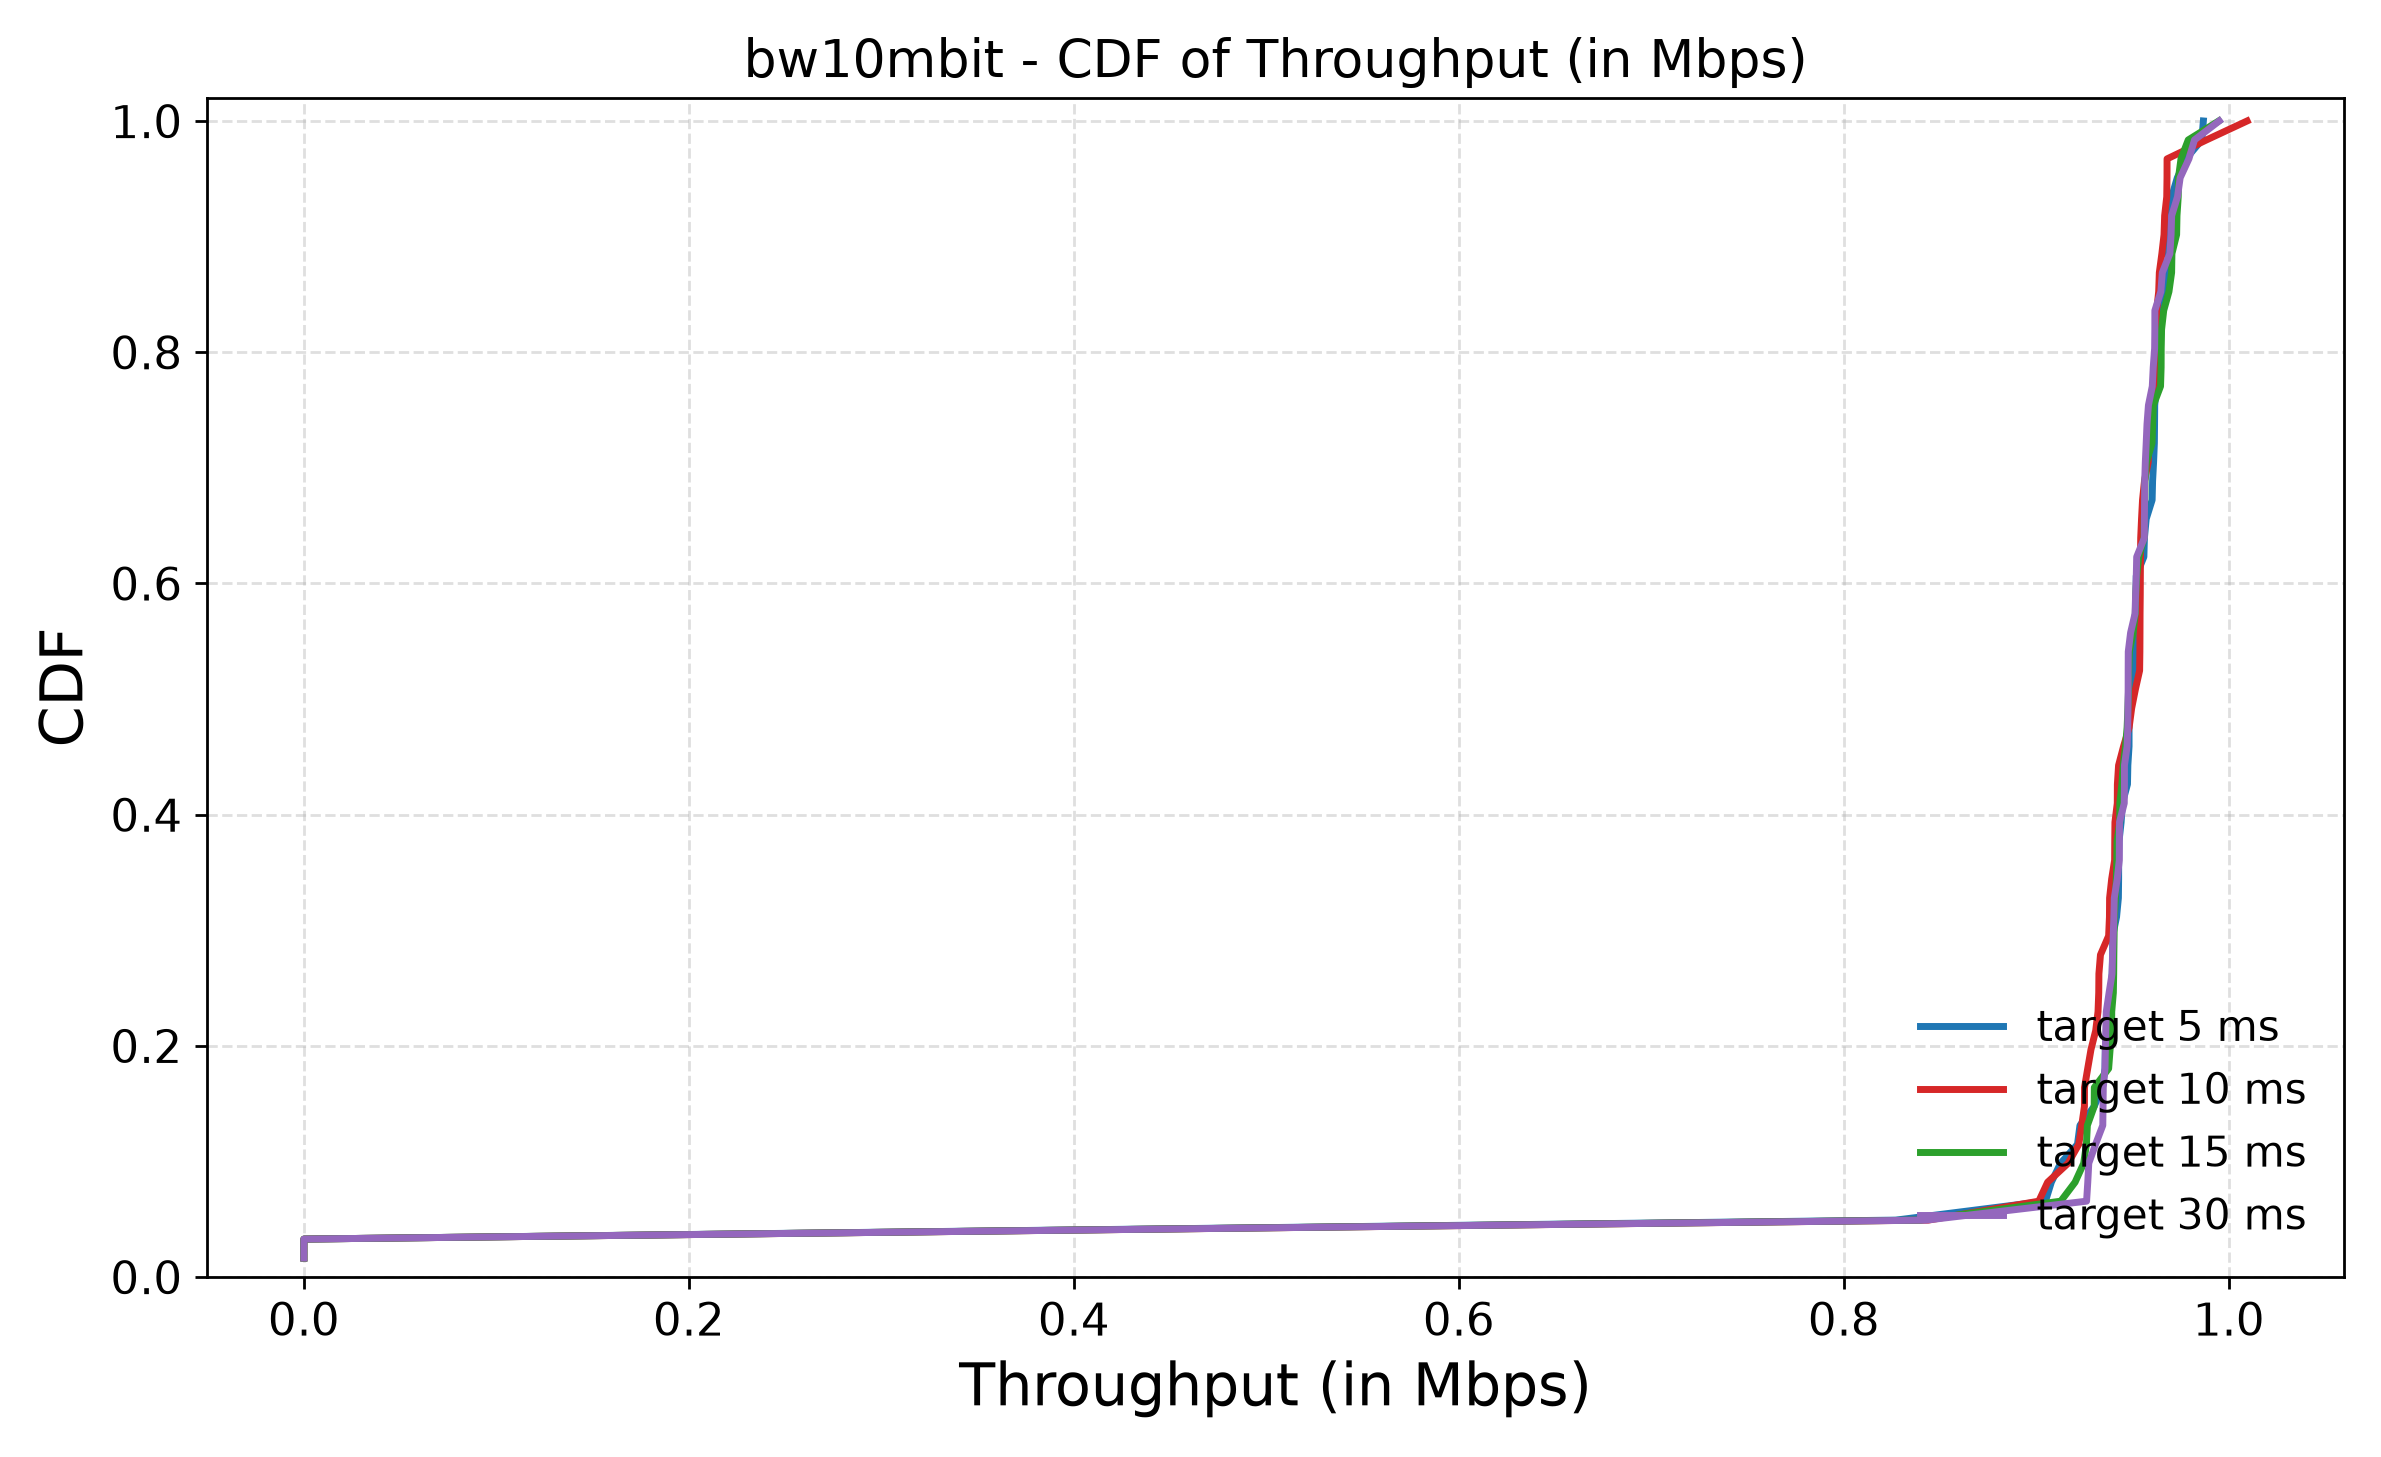 bw10mbit - CDF of Throughput (in Mbps)
1.0
0.8
0.6
0.4
0.2
0.0
CDF
target 5 ms
target 10 ms
target 15 ms
target 30 ms
0.0 0.2 0.4 0.6 0.8 1.0
Throughput (in Mbps)